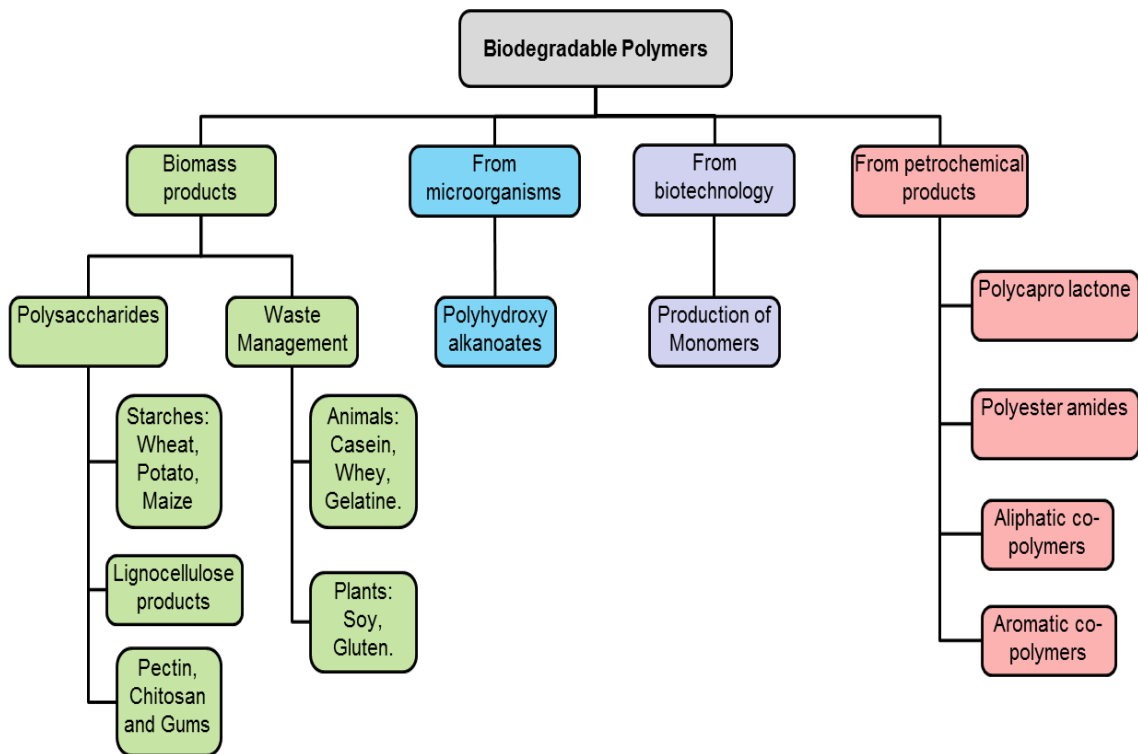 Biodegradable Polymers
Biomass
products
From
microorganisms
From
biotechnology
From petrochemical
products
Polysaccharides
Waste
Management
Polyhydroxy
alkanoates
Production of
Monomers
Polycapro lactone
Starches:
Wheat,
Potato,
Maize
Animals:
Casein,
Whey,
Gelatine.
Polyester amides
Lignocellulose
products
Plants:
Soy,
Gluten.
Aliphatic co-
polymers
Pectin,
Chitosan
and Gums
Aromatic co-
polymers